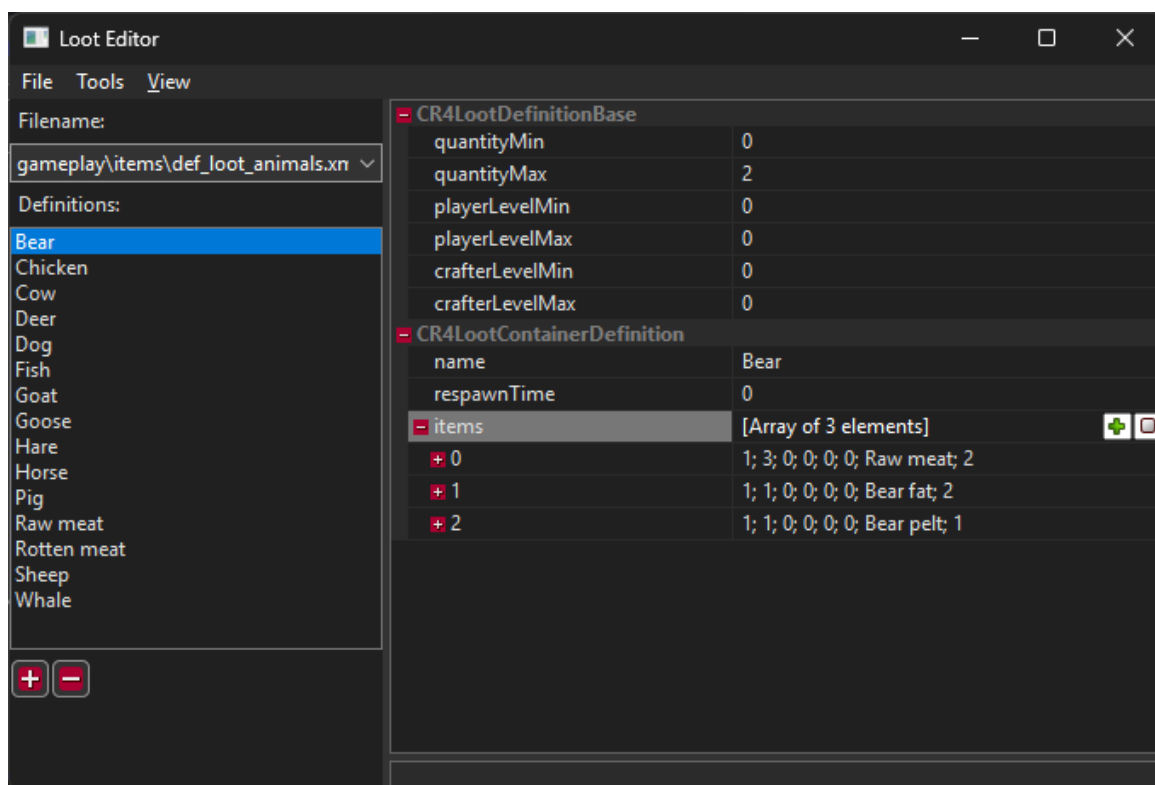 Loot Editor
File Tools View
Filename:
gameplay\items\def_loot_animals.xm
Definitions:
Bear
Chicken
Cow
Deer
Dog
Fish
Goat
Goose
Hare
Horse
Pig
Raw meat
Rotten meat
Sheep
Whale
CR4LootDefinitionBase
quantityMin 0
quantityMax 2
playerLevelMin 0
playerLevelMax 0
crafterLevelMin 0
crafterLevelMax 0
CR4LootContainerDefinition
name Bear
respawnTime 0
items [Array of 3 elements]
0 1; 3; 0; 0; 0; 0; Raw meat; 2
1 1; 1; 0; 0; 0; 0; Bear fat; 2
2 1; 1; 0; 0; 0; 0; Bear pelt; 1